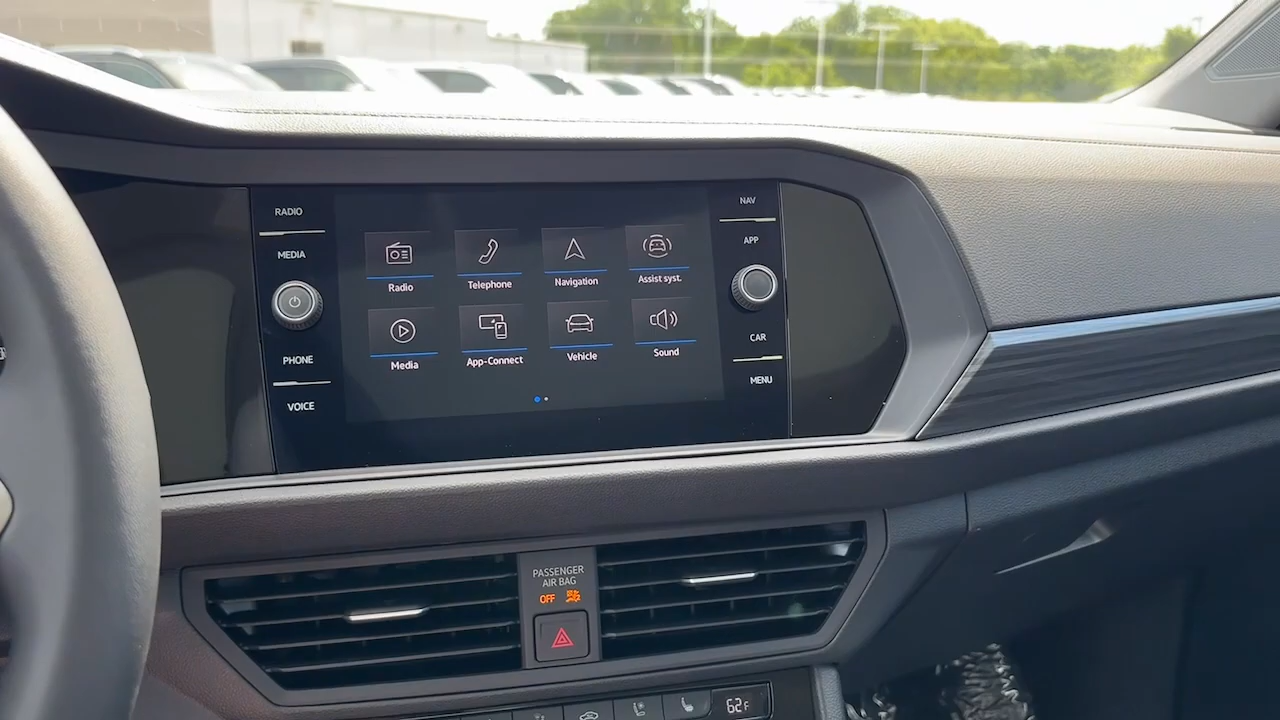 RADIO
MEDIA
PHONE
VOICE
Radio
Telephone
Navigation
Assist syst.
Media
App-Connect
Vehicle
Sound
NAV
APP
CAR
MENU
PASSENGER
AIR BAG
OFF
62°F